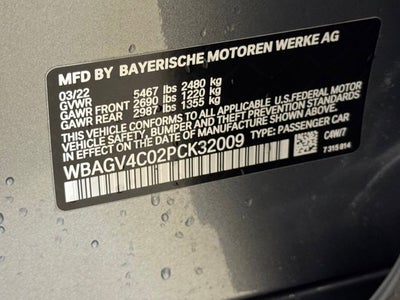 MFD BY BAYERISCHE MOTOREN WERKE AG
03/22 5467 lbs 2480 kg
GVWR
GAWR FRONT 2690 lbs 1220 kg
GAWR REAR 2987 lbs 1355 kg
THIS VEHICLE CONFORMS TO ALL APPLICABLE U.S.FEDERAL MOTOR
VEHICLE SAFETY, BUMPER, AND THEFT PREVENTION STANDARDS IN
EFFECT ON THE DATE OF MANUFACTURE SHOWN ABOVE.
WBAGV4C02PCK32009 TYPE: PASSENGER CAR
C4W/7
7 315 814